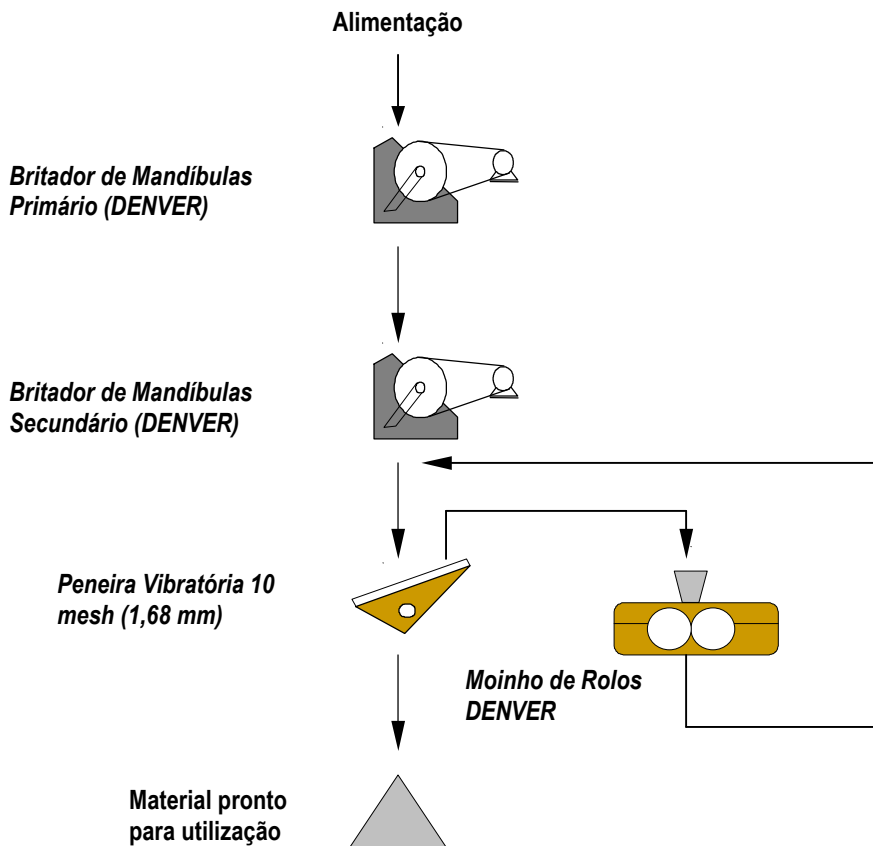 Alimentação
Britador de Mandíbulas
Primário (DENVER)
Britador de Mandíbulas
Secundário (DENVER)
Peneira Vibratória 10
mesh (1,68 mm)
Moinho de Rolos
DENVER
Material pronto
para utilização